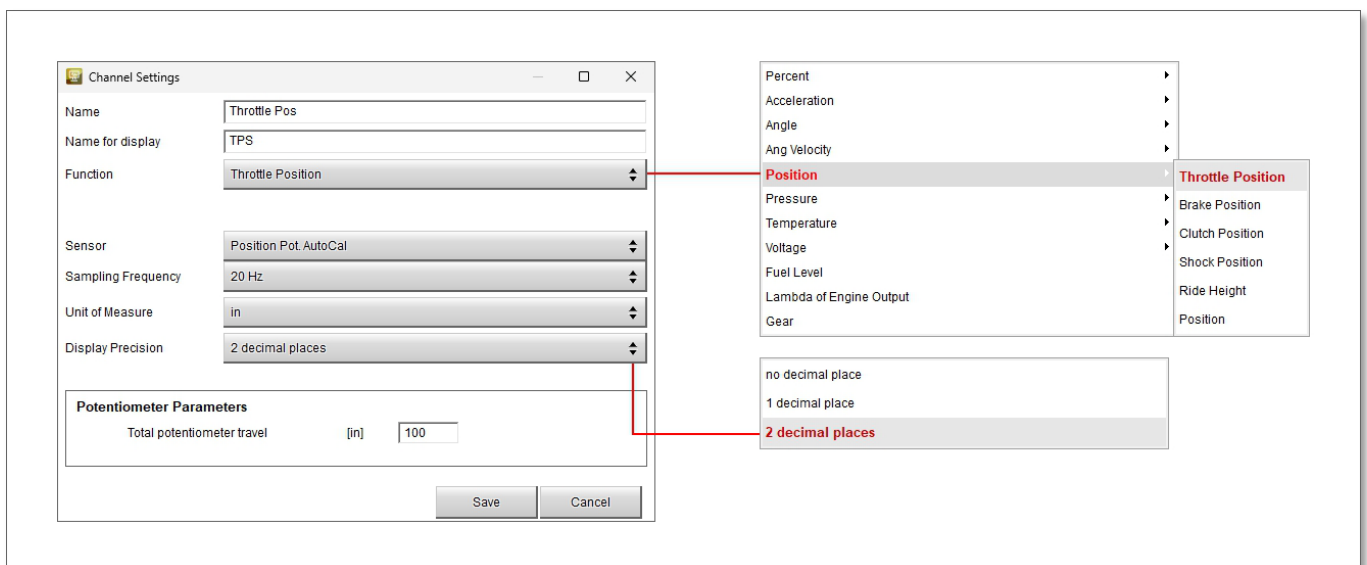 Channel Settings
Name
Throttle Pos
Name for display
TPS
Function
Throttle Position
Sensor
Position Pot. AutoCal
Sampling Frequency
20 Hz
Unit of Measure
in
Display Precision
2 decimal places
Potentiometer Parameters
Total potentiometer travel
[in]
100
Save
Cancel
Percent
Acceleration
Angle
Ang Velocity
Position
Pressure
Temperature
Voltage
Fuel Level
Lambda of Engine Output
Gear
Throttle Position
Brake Position
Clutch Position
Shock Position
Ride Height
Position
no decimal place
1 decimal place
2 decimal places